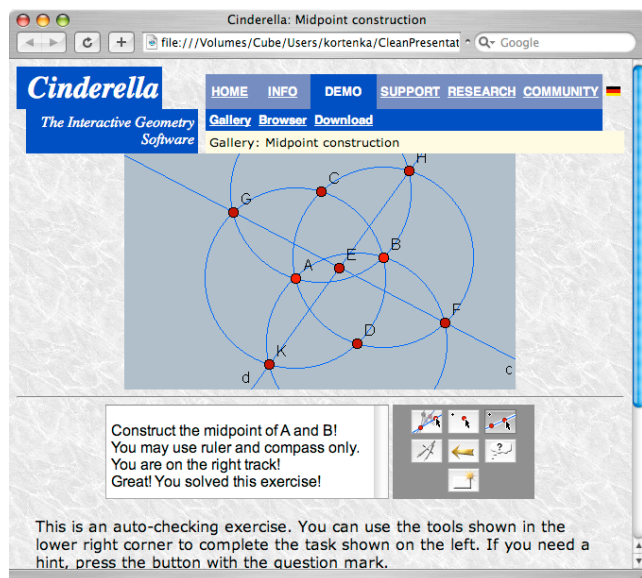 Cinderella: Midpoint construction
file:///Volumes/Cube/Users/kortenka/CleanPresentat
Google
Cinderella
The Interactive Geometry
Software
HOME INFO DEMO SUPPORT RESEARCH COMMUNITY
Gallery Browser Download
Gallery: Midpoint construction
H
C
G
B
E
A
F
D
K
d
c
Construct the midpoint of A and B!
You may use ruler and compass only.
You are on the right track!
Great! You solved this exercise!
?
This is an auto-checking exercise. You can use the tools shown in the
lower right corner to complete the task shown on the left. If you need a
hint, press the button with the question mark.